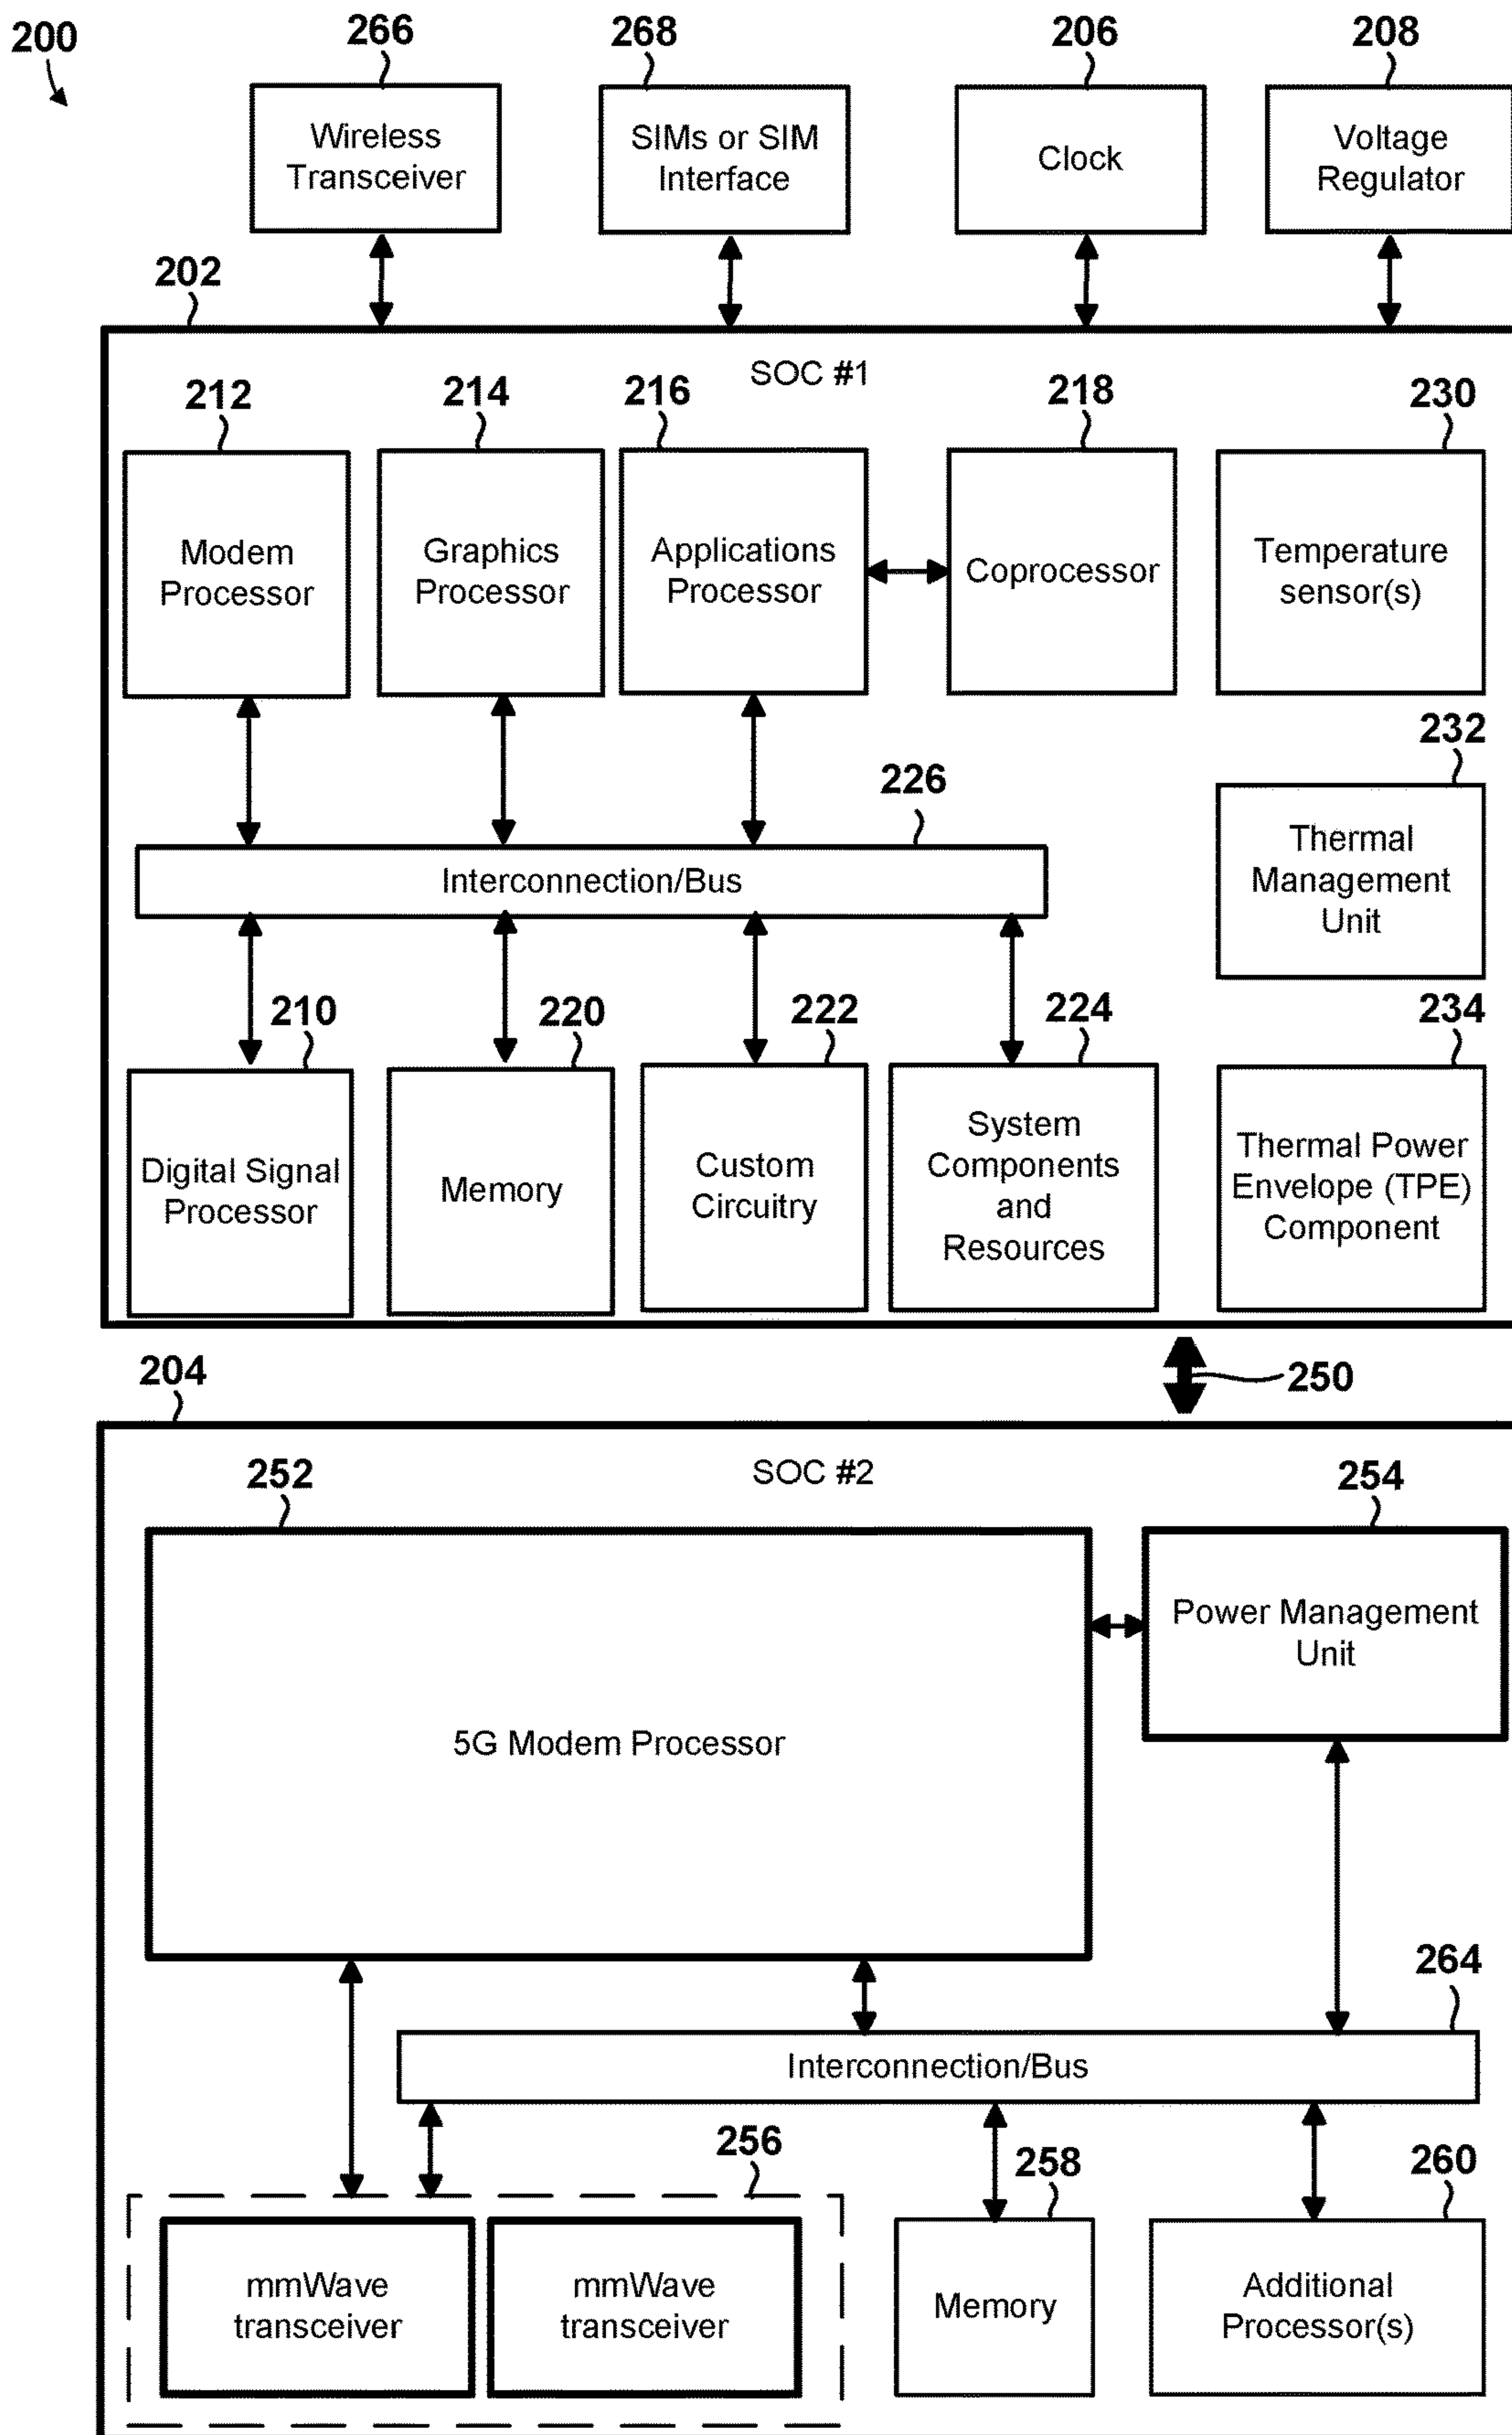 200
266
268
206
208
Wireless
Transceiver
SIMs or SIM
Interface
Clock
Voltage
Regulator
202
SOC #1
212
214
216
218
230
Modem
Processor
Graphics
Processor
Applications
Processor
Coprocessor
Temperature
sensor(s)
232
226
Thermal
Management
Unit
Interconnection/Bus
210
220
222
224
234
Digital Signal
Processor
Memory
Custom
Circuitry
System
Components
and
Resources
Thermal Power
Envelope (TPE)
Component
250
204
SOC #2
252
254
5G Modem Processor
Power Management
Unit
264
Interconnection/Bus
256
258
260
mmWave
transceiver
mmWave
transceiver
Memory
Additional
Processor(s)